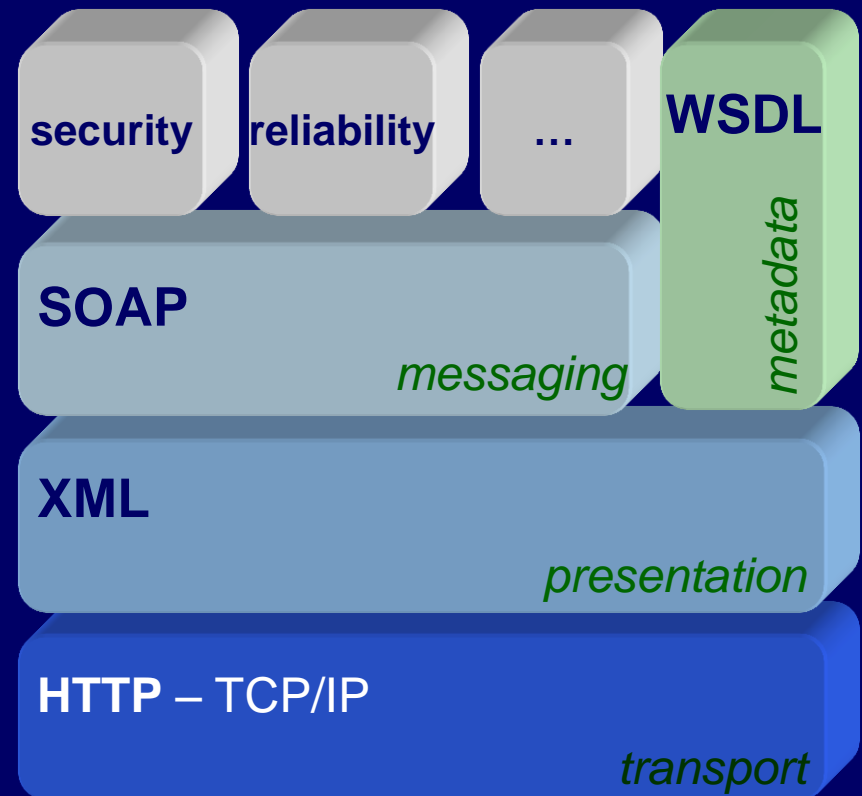 security
reliability
...
WSDL
metadata
SOAP
messaging
XML
presentation
HTTP – TCP/IP
transport